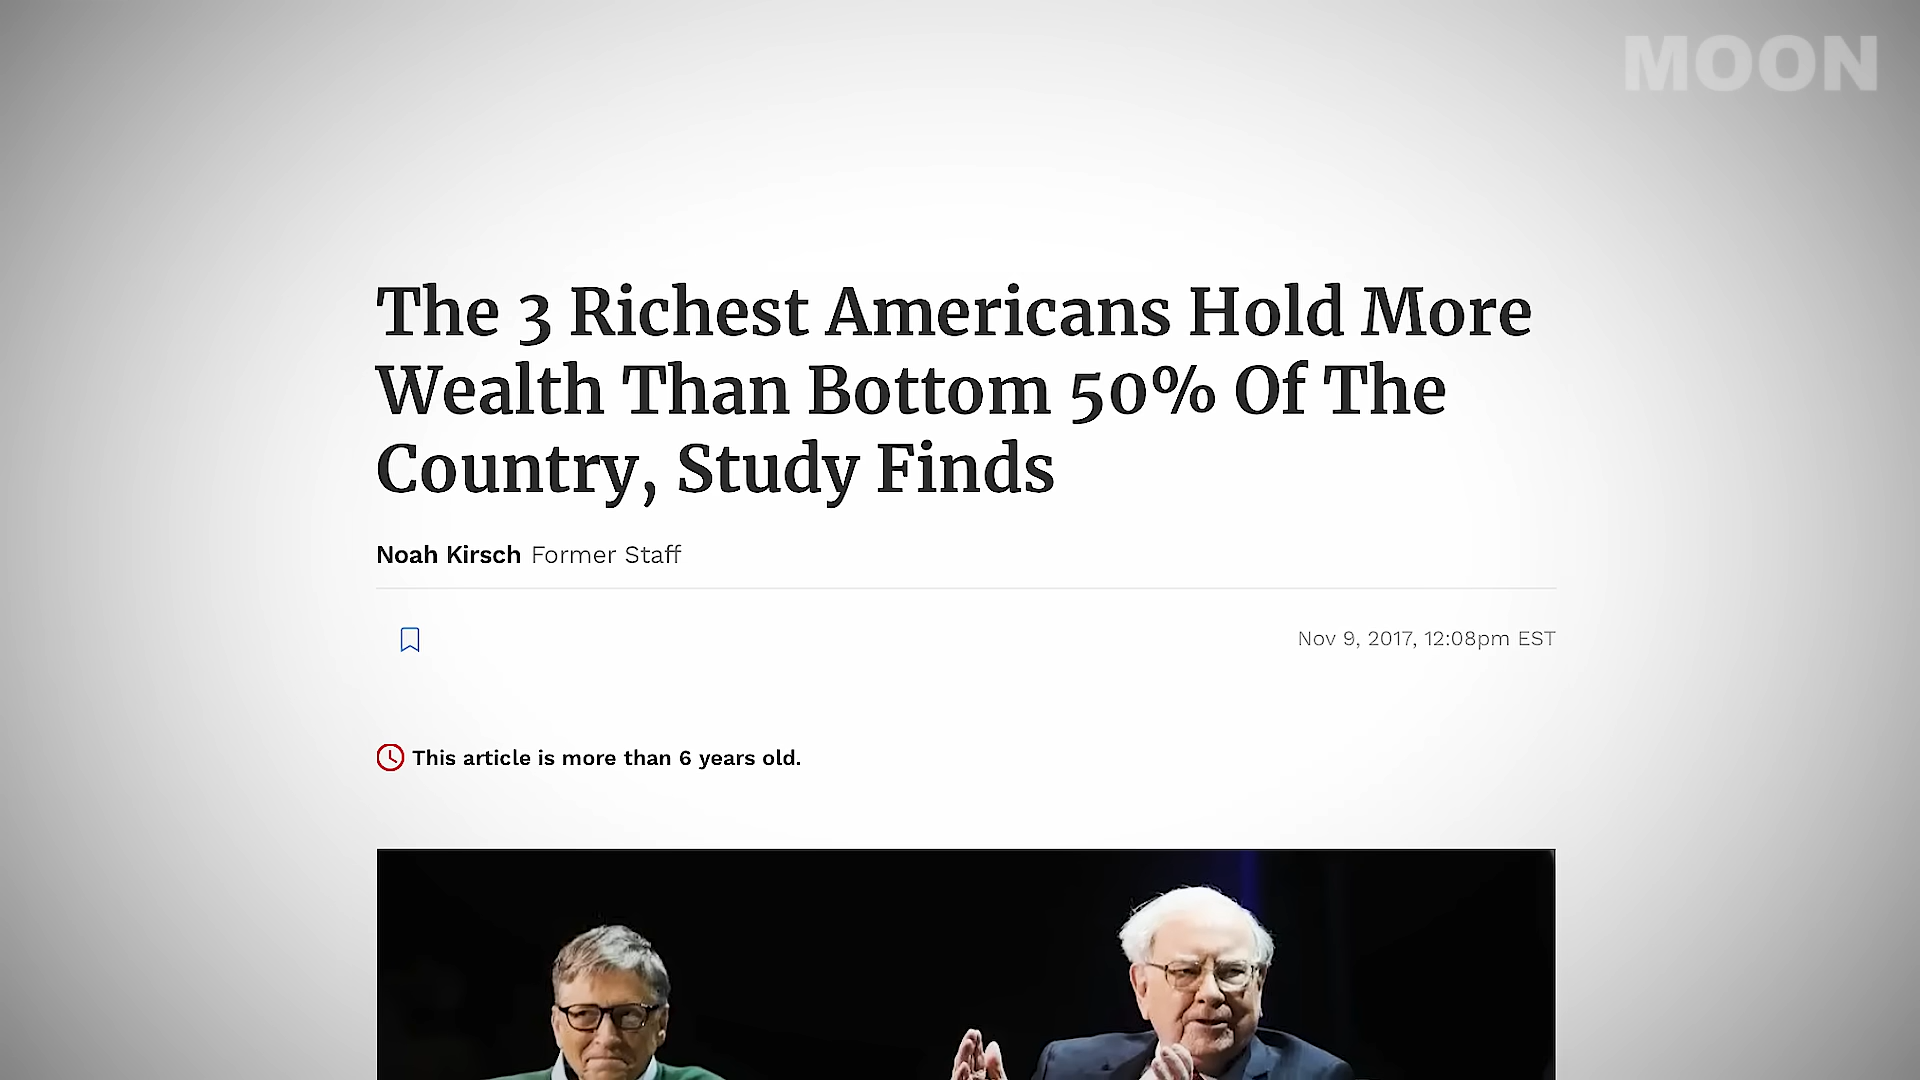 MOON
The 3 Richest Americans Hold More
Wealth Than Bottom 50% Of The
Country, Study Finds
Noah Kirsch Former Staff
Nov 9, 2017, 12:08pm EST
This article is more than 6 years old.